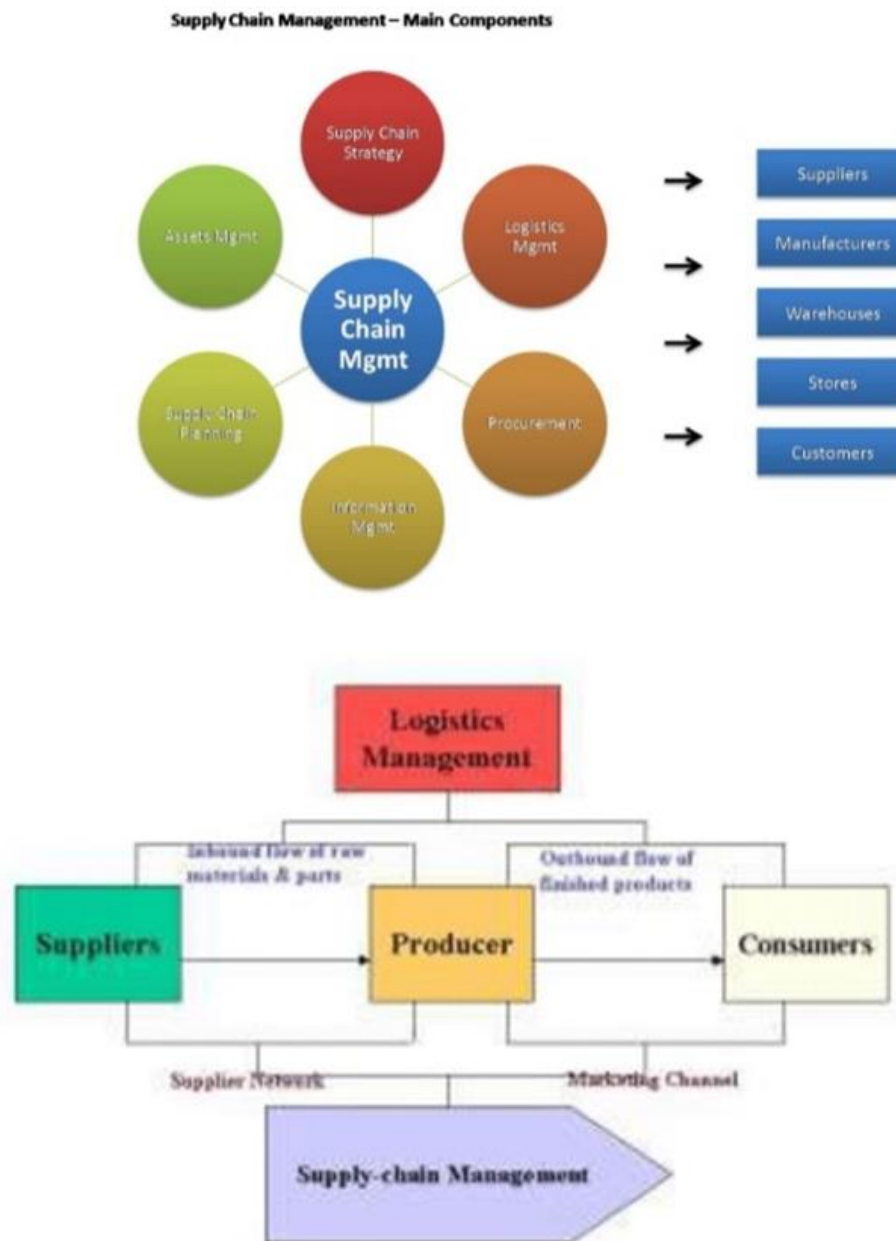 Supply Chain Management – Main Components
Supply Chain
Strategy
Assets Mgmt
Logistics
Mgmt
Supply
Chain
Mgmt
Supply Chain
Planning
Procurement
Information
Mgmt
Suppliers
Manufacturers
Warehouses
Stores
Customers
Logistics
Management
Inbound flow of raw
materials & parts
Outbound flow of
finished products
Suppliers
Producer
Consumers
Supplier Network
Marketing Channel
Supply-chain Management